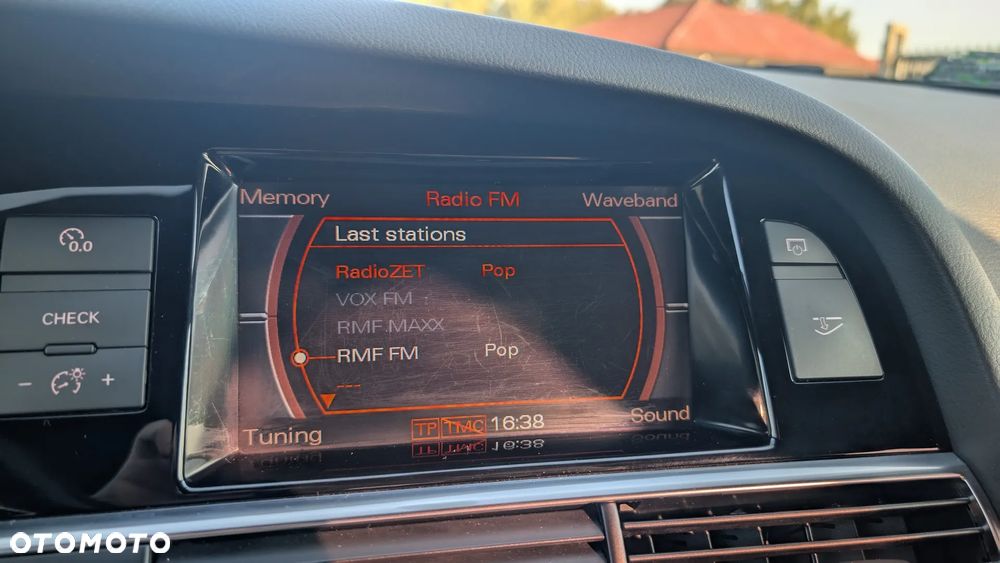 Memory Radio FM Waveband
Last stations
RadioZET Pop
VOX FM
RMF.MAXX
RMF FM Pop
---
Tuning TP TMC 16:38 Sound
0.0
CHECK
- +
OTOMOTO